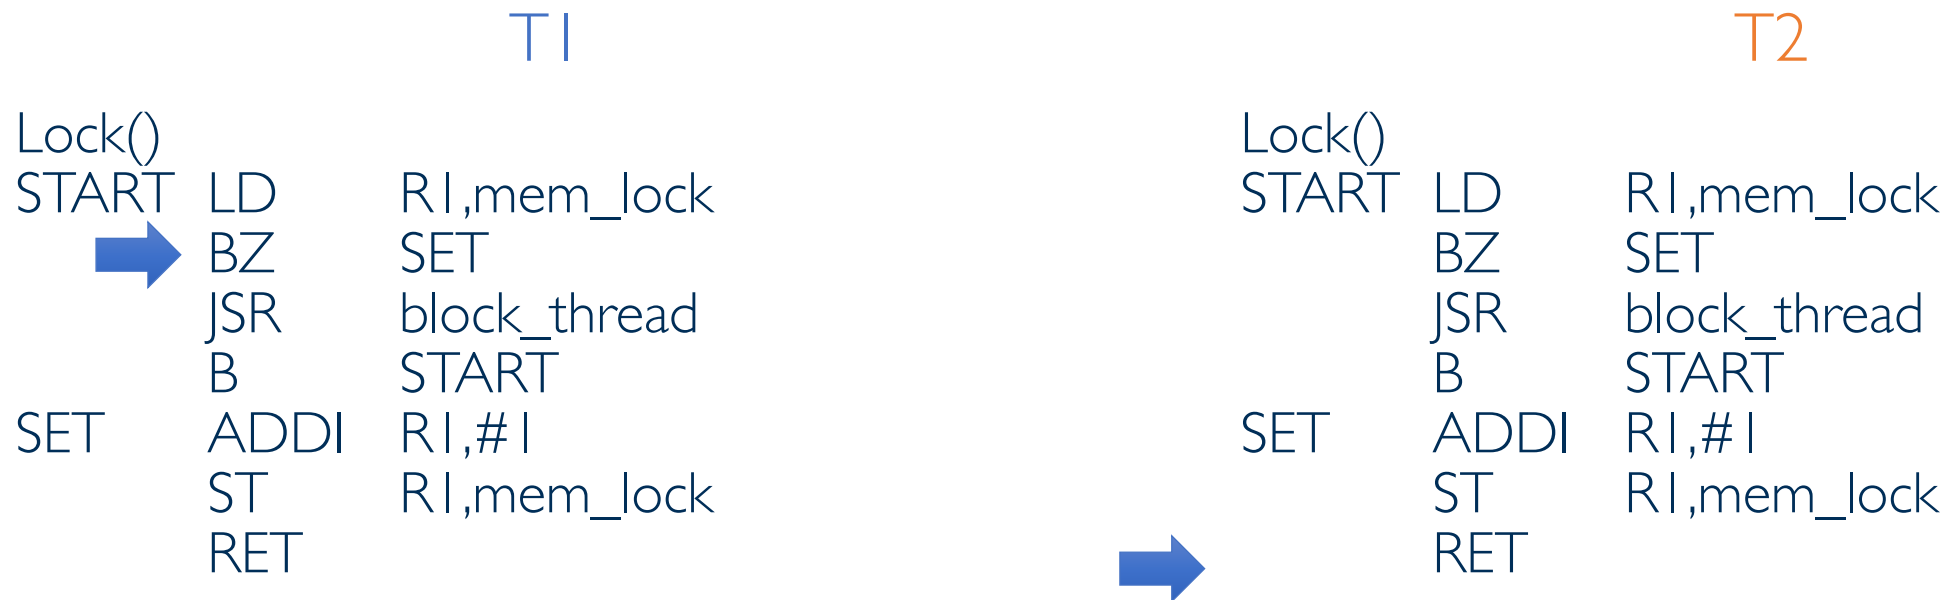 T1
Lock()
START LD R1,mem_lock
BZ SET
JSR block_thread
B START
SET ADDI R1,#1
ST R1,mem_lock
RET
T2
Lock()
START LD R1,mem_lock
BZ SET
JSR block_thread
B START
SET ADDI R1,#1
ST R1,mem_lock
RET